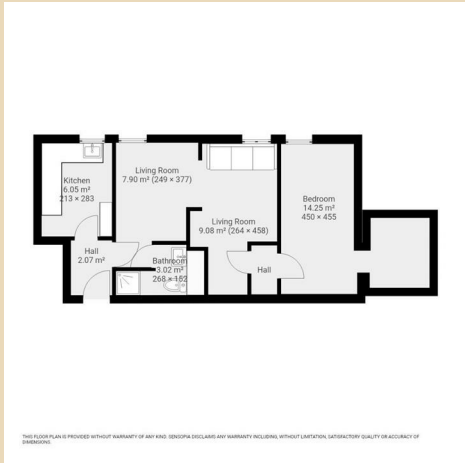 Kitchen
6.05 m²
213 × 283
Living Room
7.90 m² (249 × 377)
Living Room
9.08 m² (264 × 458)
Bedroom
14.25 m²
450 × 455
Hall
2.07 m²
Bathroom
3.02 m²
268 × 152
Hall
THIS FLOOR PLAN IS PROVIDED WITHOUT WARRANTY OF ANY KIND. SENSOPIA DISCLAIMS ANY WARRANTY INCLUDING, WITHOUT LIMITATION, SATISFACTORY QUALITY OR ACCURACY OF
DIMENSIONS.